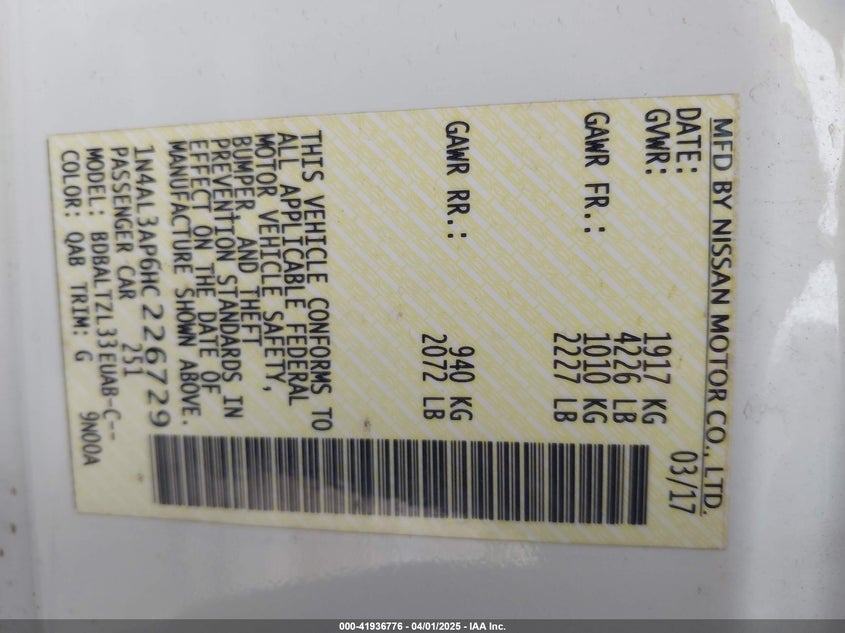 MFD BY NISSAN MOTOR CO., LTD.
DATE: 03/17
GVWR: 1917 KG
4226 LB
GAWR FR.: 1010 KG
2227 LB
GAWR RR.: 940 KG
2072 LB
THIS VEHICLE CONFORMS TO
ALL APPLICABLE FEDERAL
MOTOR VEHICLE SAFETY,
BUMPER, AND THEFT
PREVENTION STANDARDS IN
EFFECT ON THE DATE OF
MANUFACTURE SHOWN ABOVE.
1N4AL3AP6HC226729
PASSENGER CAR 251
MODEL: BDBALTZL33EUAB-C-- 9N00A
COLOR: QAB TRIM: G
000-41936776 - 04/01/2025 - IAA Inc.